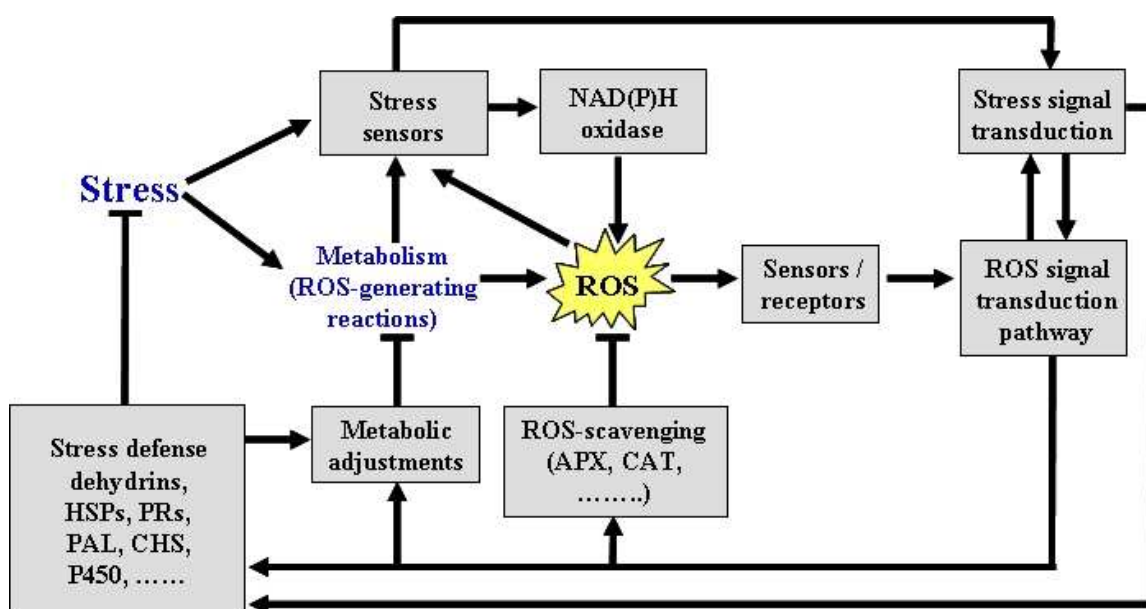 Stress
sensors
NAD(P)H
oxidase
Stress signal
transduction
Stress
Metabolism
(ROS-generating
reactions)
ROS
Sensors /
receptors
ROS signal
transduction
pathway
Stress defense
dehydrins,
HSPs, PRs,
PAL, CHS,
P450, ......
Metabolic
adjustments
ROS-scavenging
(APX, CAT,
........)